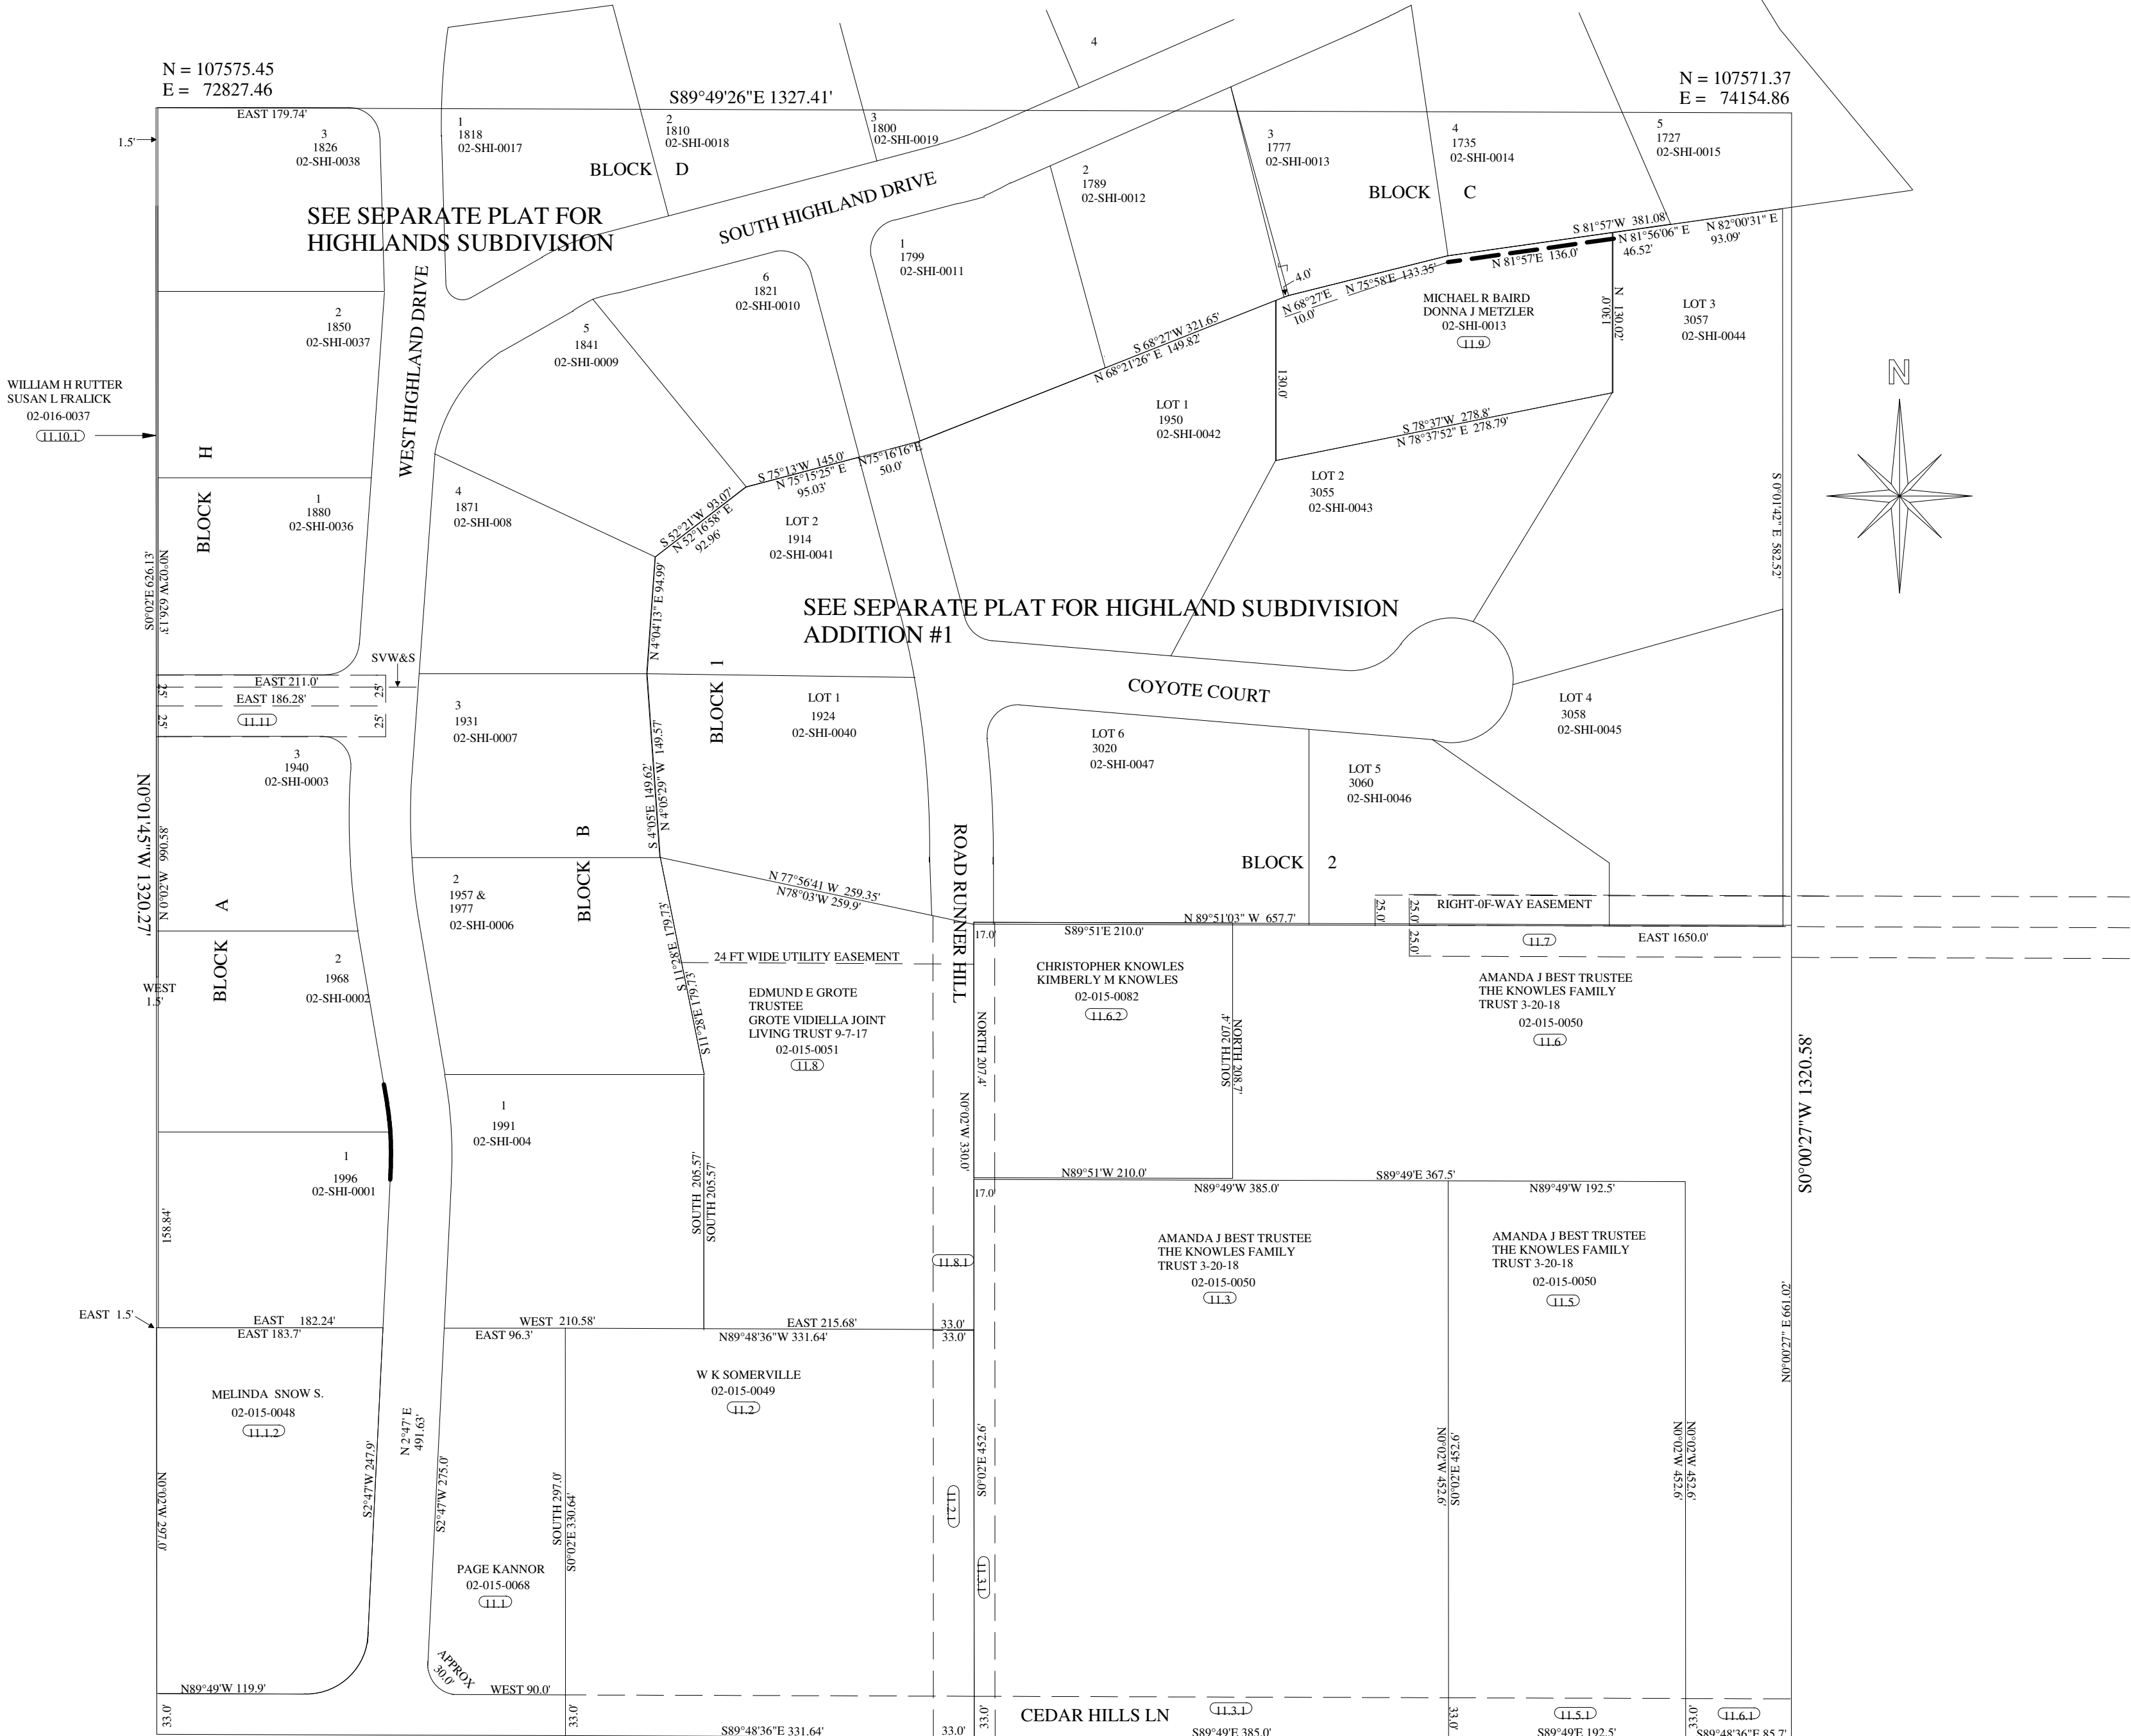 4
N = 107575.45
E = 72827.46
S89°49'26"E 1327.41'
N = 107571.37
E = 74154.86
EAST 179.74'
1.5'
3
1826
02-SHI-0038
1
1818
02-SHI-0017
2
1810
02-SHI-0018
3
1800
02-SHI-0019
BLOCK D
3
1777
02-SHI-0013
4
1735
02-SHI-0014
5
1727
02-SHI-0015
BLOCK C
2
1789
02-SHI-0012
SEE SEPARATE PLAT FOR
HIGHLANDS SUBDIVISION
SOUTH HIGHLAND DRIVE
WEST HIGHLAND DRIVE
1
1799
02-SHI-0011
6
1821
02-SHI-0010
5
1841
02-SHI-0009
2
1850
02-SHI-0037
S 81°57'W 381.08'
N 81°56'06" E
46.52'
N 82°00'31" E
93.09'
N 81°57'E 136.0'
4.0'
N 68°27'E
10.0'
N 75°58'E 133.35'
MICHAEL R BAIRD
DONNA J METZLER
02-SHI-0013
11.9
130.0'
N 130.02'
LOT 3
3057
02-SHI-0044
WILLIAM H RUTTER
SUSAN L FRALICK
02-016-0037
11.10.1
BLOCK H
1
1880
02-SHI-0036
4
1871
02-SHI-008
S 68°27'W 321.65'
N 68°21'26" E 149.82'
130.0'
LOT 1
1950
02-SHI-0042
S 78°37'W 278.8'
N 78°37'52" E 278.79'
S 75°13'W 145.0'
N 75°15'25" E
95.03'
N75°16'16"E
50.0'
S 52°21'W 93.07'
N 52°16'58" E
92.96'
LOT 2
1914
02-SHI-0041
LOT 2
3055
02-SHI-0043
S 0°01'42" E 582.52'
N
S0°02'E 626.13'
N0°02'W 626.13'
N 4°04'13" E 94.99'
SEE SEPARATE PLAT FOR HIGHLAND SUBDIVISION
ADDITION #1
SVW&S
EAST 211.0'
EAST 186.28'
25'
25'
25'
25'
11.11
3
1931
02-SHI-0007
BLOCK 1
LOT 1
1924
02-SHI-0040
COYOTE COURT
LOT 4
3058
02-SHI-0045
LOT 6
3020
02-SHI-0047
LOT 5
3060
02-SHI-0046
3
1940
02-SHI-0003
N0°01'45"W 1320.27'
N 0°02'W 660.58'
S 4°05'E 149.62'
N 4°05'29" W 149.57'
BLOCK B
BLOCK 2
BLOCK A
2
1957 &
1977
02-SHI-0006
N 77°56'41 W 259.35'
N78°03'W 259.9'
ROAD RUNNER HILL
N 89°51'03" W 657.7'
S89°51'E 210.0'
17.0'
25.0'
25.0'
25.0'
RIGHT-OF-WAY EASEMENT
11.7
EAST 1650.0'
2
1968
02-SHI-0002
WEST
1.5'
S 11°28'E 179.73'
S11°28'E 179.73'
24 FT WIDE UTILITY EASEMENT
EDMUND E GROTE
TRUSTEE
GROTE VIDIELLA JOINT
LIVING TRUST 9-7-17
02-015-0051
11.8
CHRISTOPHER KNOWLES
KIMBERLY M KNOWLES
02-015-0082
11.6.2
AMANDA J BEST TRUSTEE
THE KNOWLES FAMILY
TRUST 3-20-18
02-015-0050
11.6
NORTH 207.4'
SOUTH 207.4'
NORTH 208.7'
S0°00'27"W 1320.58'
N0°02'W 330.0'
1
1991
02-SHI-004
1
1996
02-SHI-0001
158.84'
SOUTH 205.57'
SOUTH 205.57'
N89°51'W 210.0'
17.0'
S89°49'E 367.5'
N89°49'W 385.0'
N89°49'W 192.5'
11.8.1
AMANDA J BEST TRUSTEE
THE KNOWLES FAMILY
TRUST 3-20-18
02-015-0050
11.3
AMANDA J BEST TRUSTEE
THE KNOWLES FAMILY
TRUST 3-20-18
02-015-0050
11.5
N0°00'27" E 661.02'
EAST 1.5'
EAST 182.24'
EAST 183.7'
WEST 210.58'
EAST 96.3'
EAST 215.68'
N89°48'36"W 331.64'
33.0'
33.0'
MELINDA SNOW S.
02-015-0048
11.1.2
W K SOMERVILLE
02-015-0049
11.2
N 2°47' E
491.63'
S2°47'W 247.9'
S2°47'W 275.0'
N0°02'W 297.0'
SOUTH 297.0'
S0°02'E 330.64'
S0°02'E 452.6'
N0°02'W 452.6'
S0°02'E 452.6'
N0°02'W 452.6'
N0°02'W 452.6'
11.2.1
11.3.1
PAGE KANNOR
02-015-0068
11.1
APPROX
30.0'
N89°49'W 119.9'
WEST 90.0'
33.0'
33.0'
33.0'
33.0'
33.0'
CEDAR HILLS LN
11.3.1
11.5.1
11.6.1
S89°48'36"E 331.64'
33.0'
S89°49'E 385.0'
S89°49'E 192.5'
S89°48'36"E 85.7'